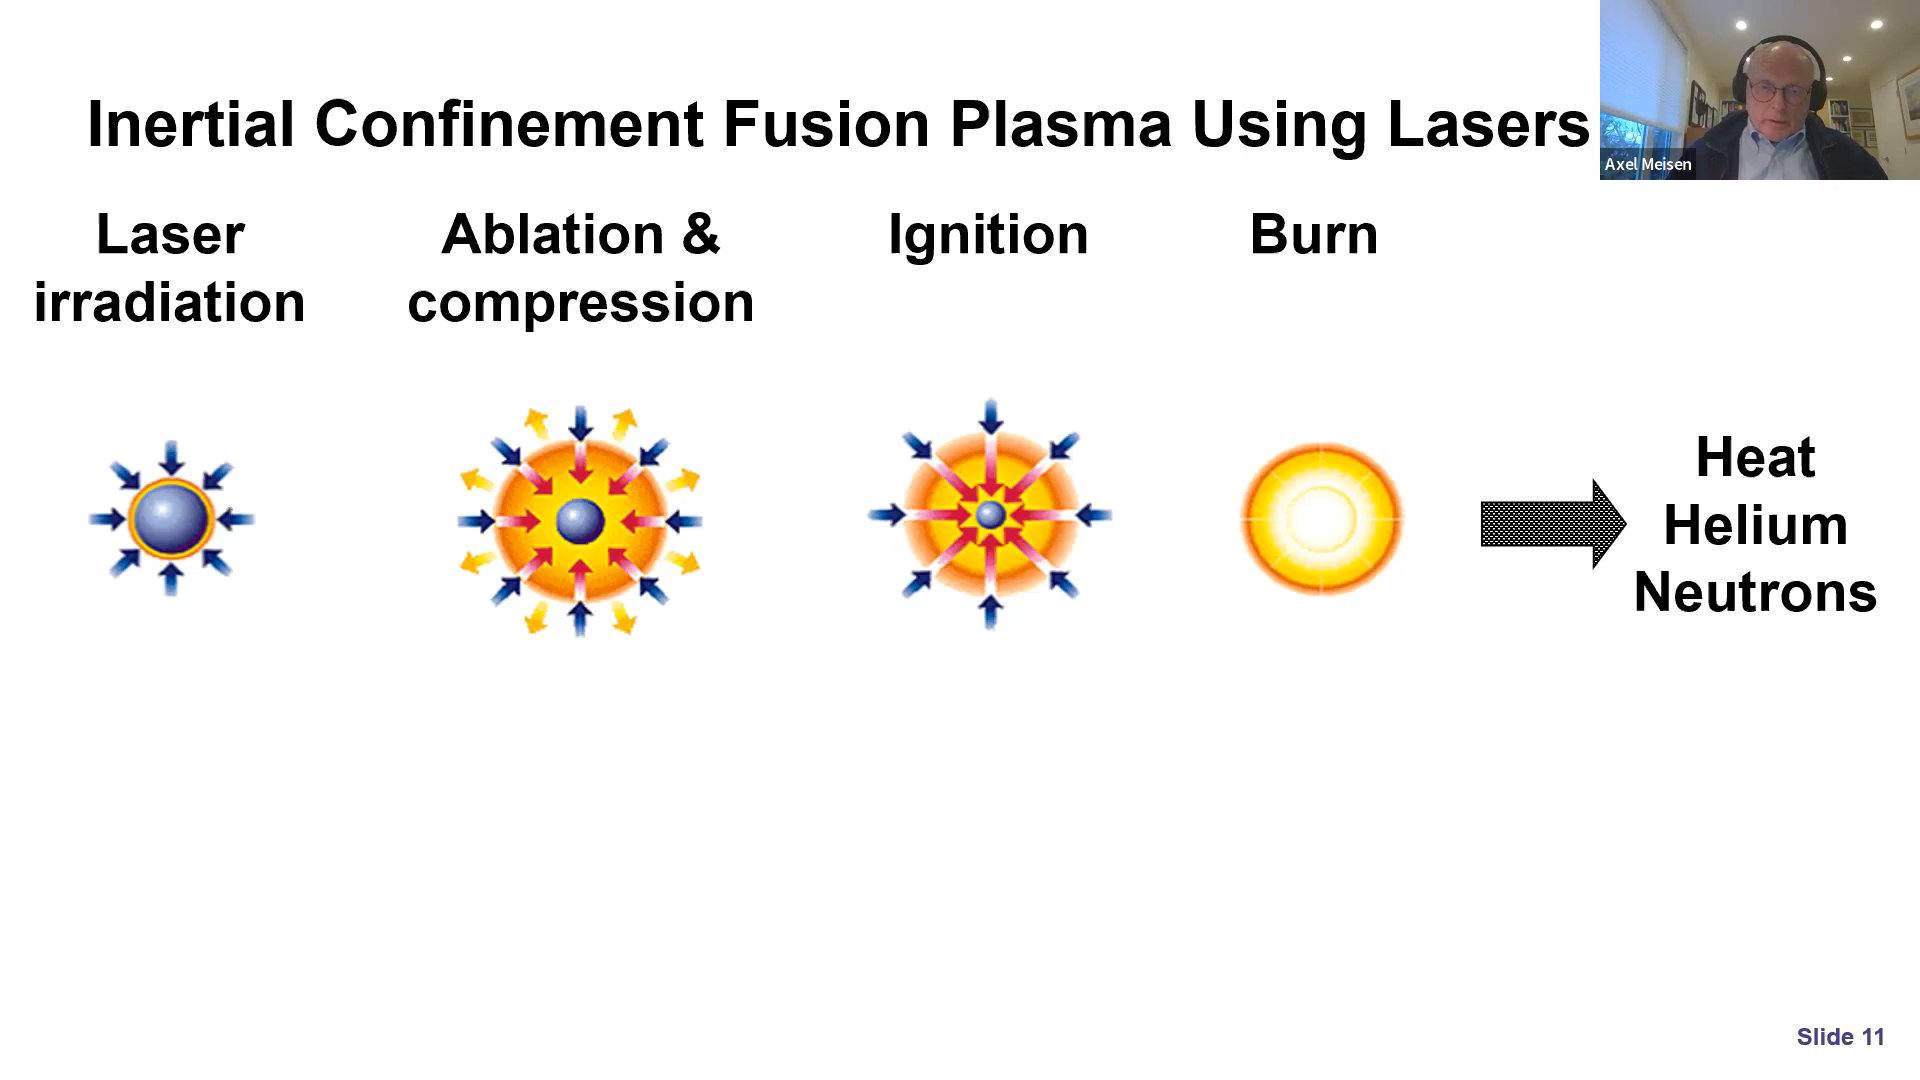 Inertial Confinement Fusion Plasma Using Lasers
Axel Meisen
Laser
irradiation
Ablation &
compression
Ignition
Burn
Heat
Helium
Neutrons
Slide 11